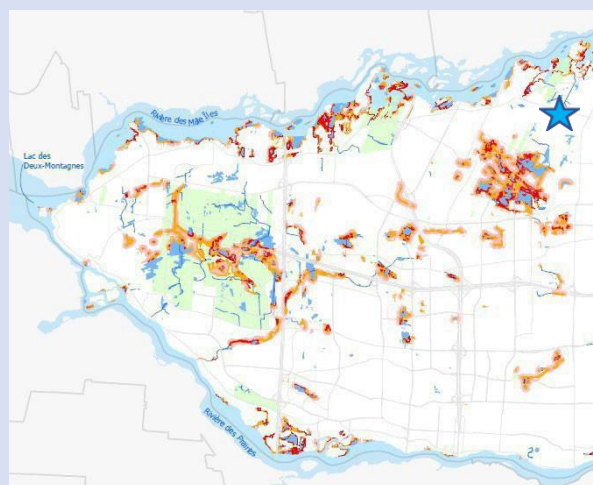 Rivière des Mille Îles
Lac des
Deux-Montagnes
Rivière des Prairies